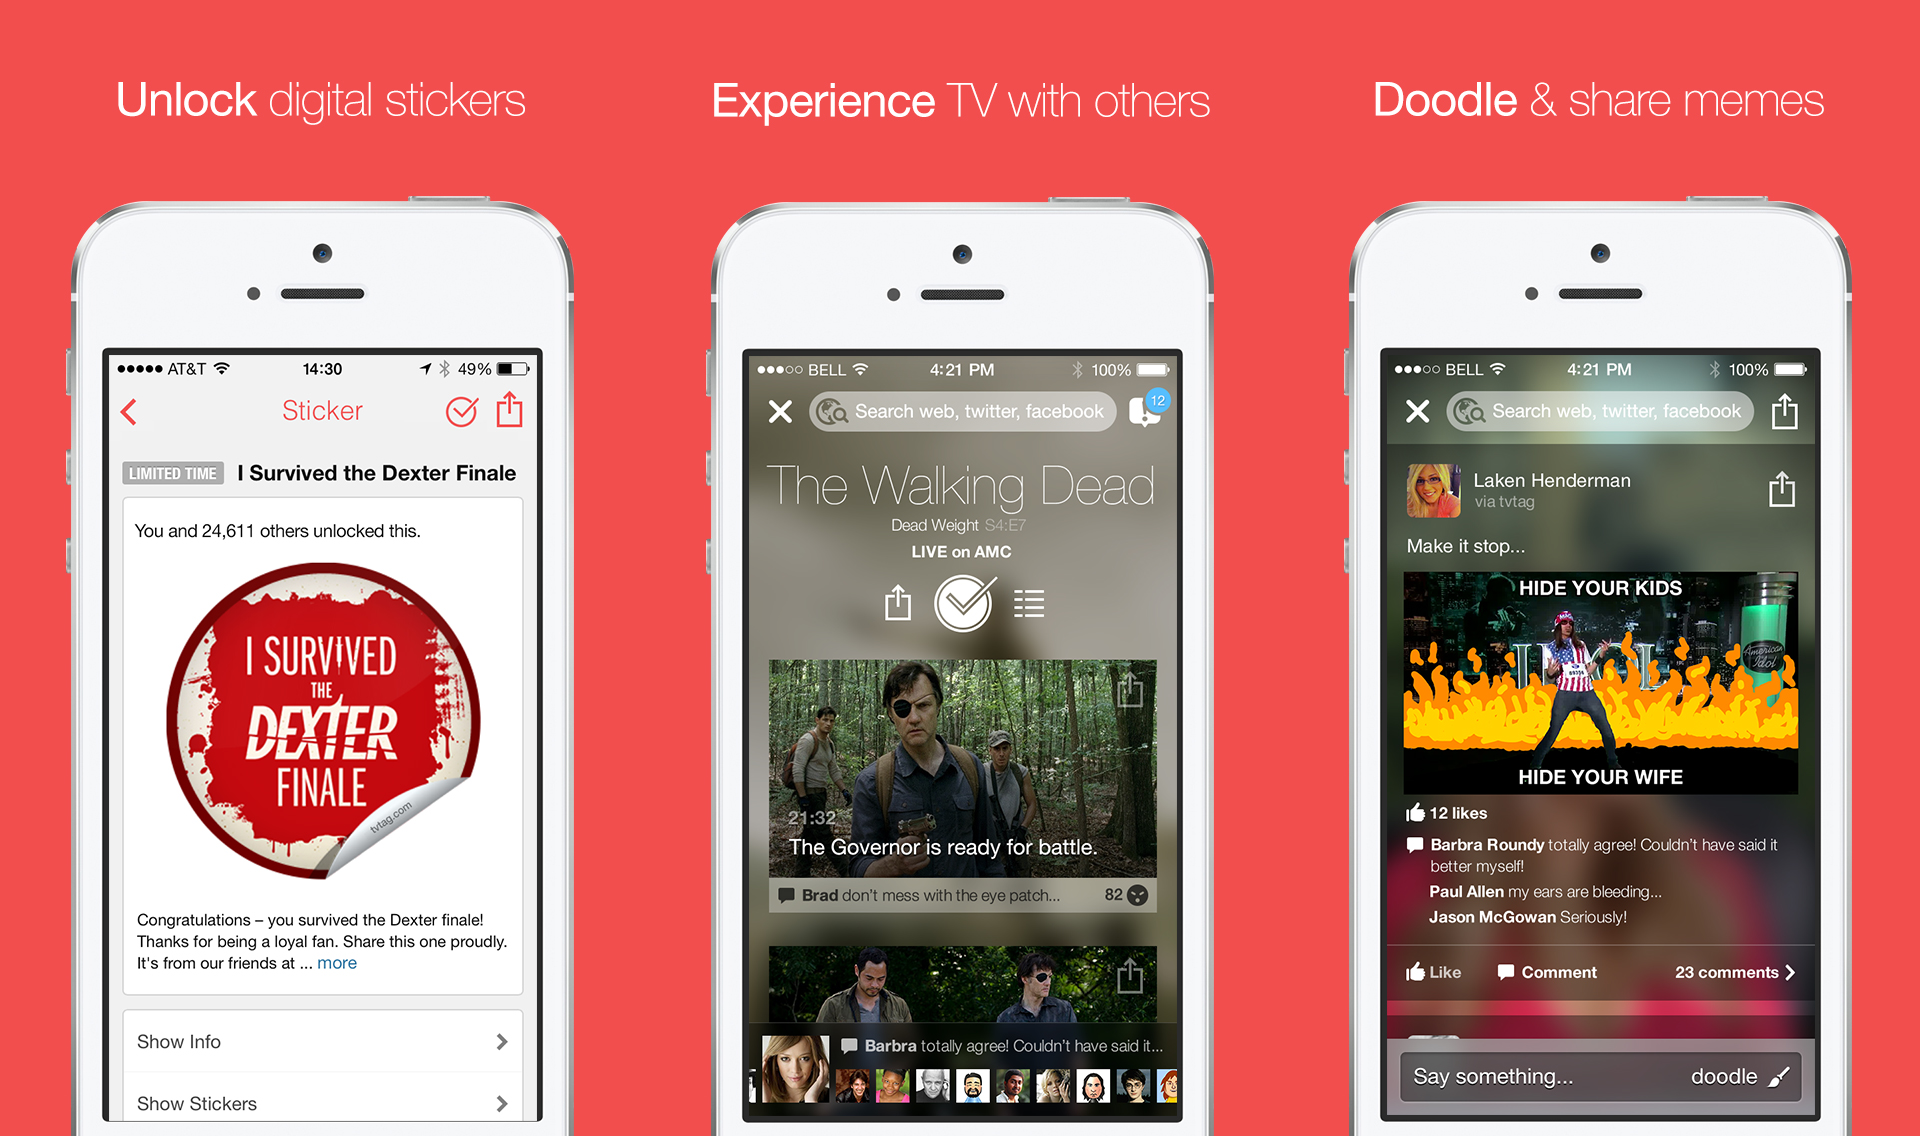 Unlock digital stickers
AT&T
14:30
49%
Sticker
LIMITED TIME
I Survived the Dexter Finale
You and 24,611 others unlocked this.
I SURVIVED
THE
DEXTER
FINALE
tvtag.com
Congratulations – you survived the Dexter finale!
Thanks for being a loyal fan. Share this one proudly.
It's from our friends at ... more
Show Info
Show Stickers
Experience TV with others
BELL
4:21 PM
100%
Search web, twitter, facebook
12
The Walking Dead
Dead Weight S4:E7
LIVE on AMC
21:32
The Governor is ready for battle.
Brad don't mess with the eye patch...
82
Barbra totally agree! Couldn't have said it...
Doodle & share memes
BELL
4:21 PM
100%
Search web, twitter, facebook
Laken Henderman
via tvtag
Make it stop...
HIDE YOUR KIDS
American
Idol
IDOL
HIDE YOUR WIFE
12 likes
Barbra Roundy totally agree! Couldn't have said it
better myself!
Paul Allen my ears are bleeding...
Jason McGowan Seriously!
Like
Comment
23 comments
Say something...
doodle